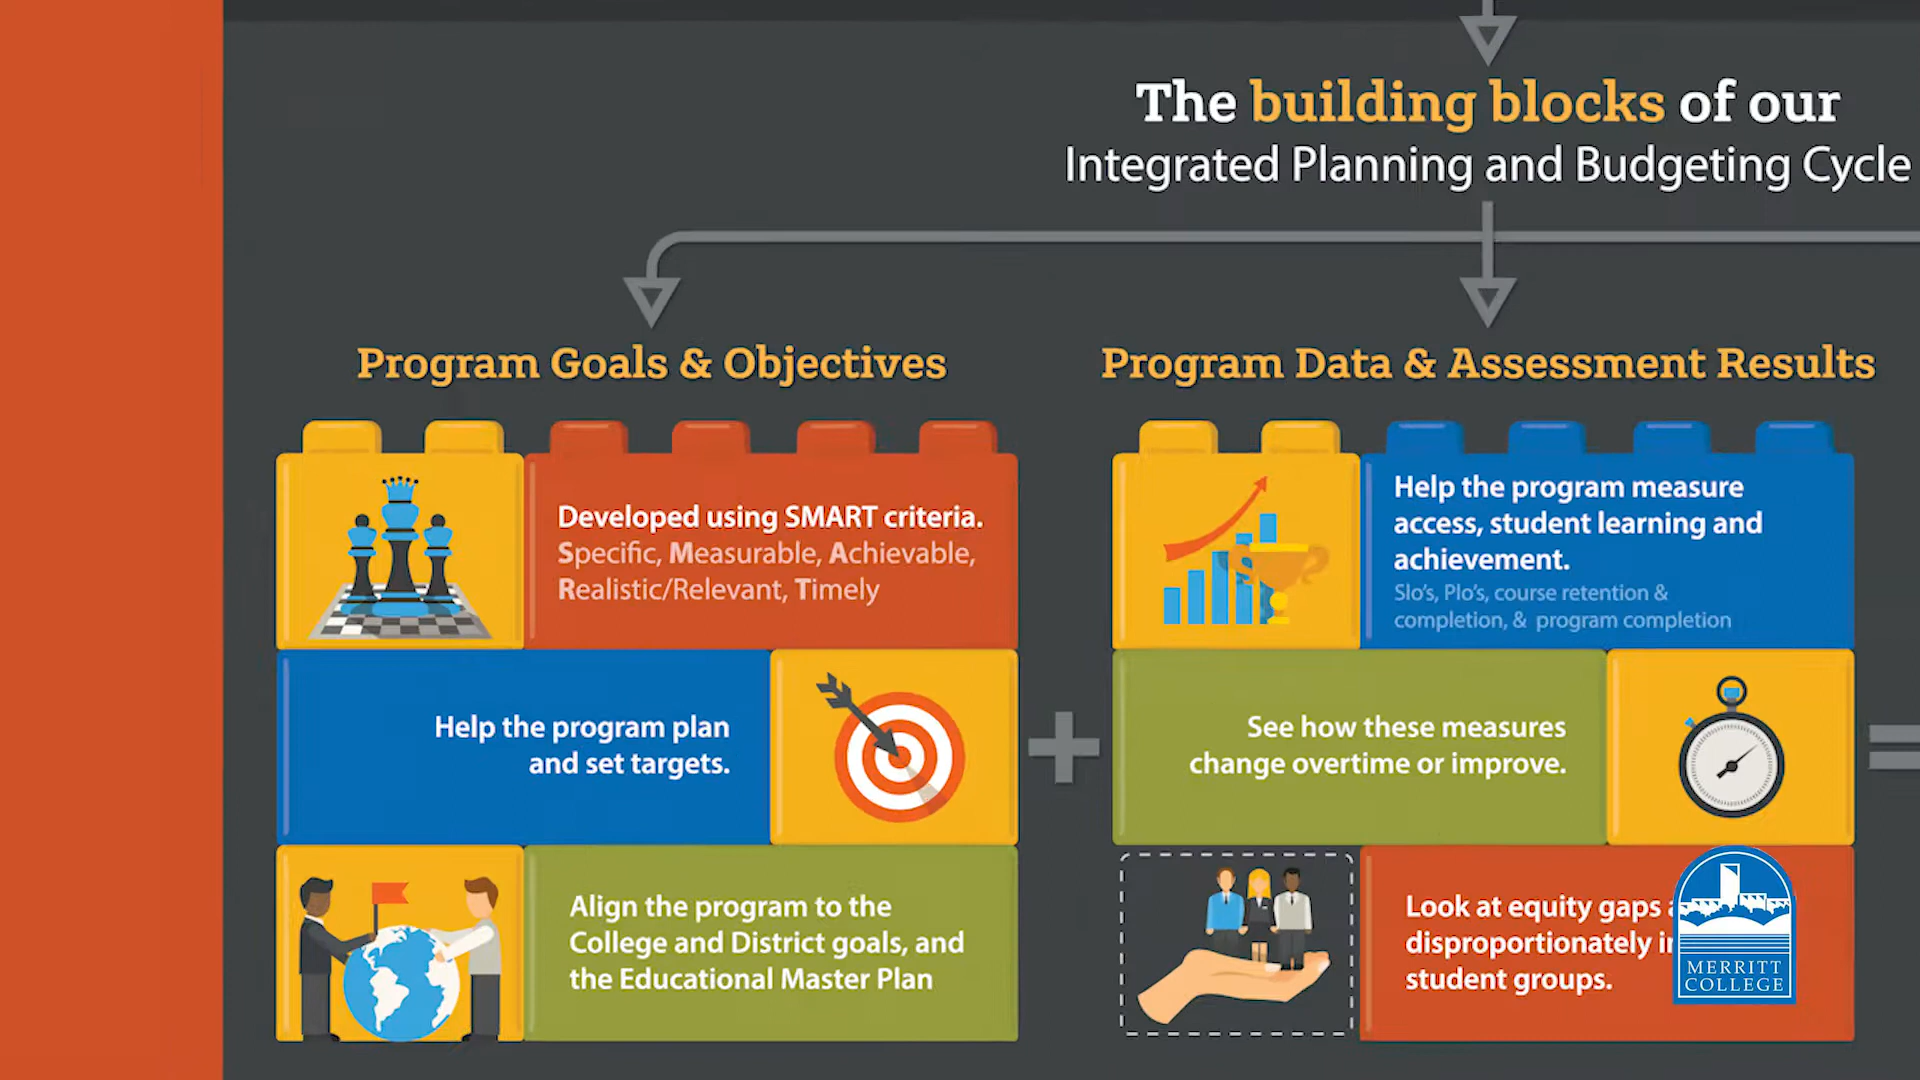 The building blocks of our
Integrated Planning and Budgeting Cycle
Program Goals & Objectives
Developed using SMART criteria.
Specific, Measurable, Achievable,
Realistic/Relevant, Timely
Help the program plan
and set targets.
Align the program to the
College and District goals, and
the Educational Master Plan
Program Data & Assessment Results
Help the program measure
access, student learning and
achievement.
Slo's, Plo's, course retention &
completion, & program completion
See how these measures
change overtime or improve.
Look at equity gaps
disproportionately
student groups.
MERRITT
COLLEGE